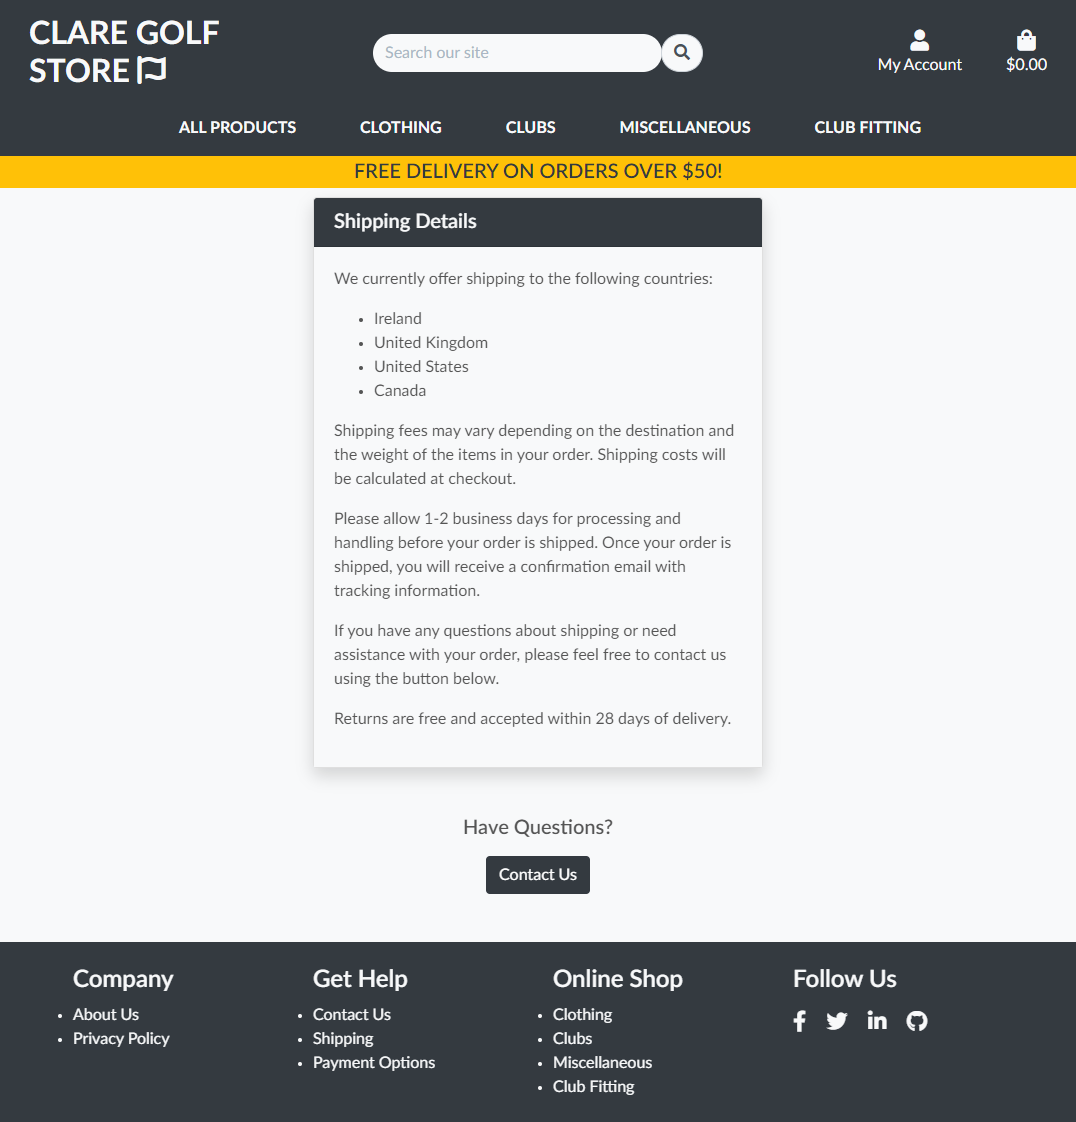 CLARE GOLF
STORE
Search our site
My Account
$0.00
ALL PRODUCTS CLOTHING CLUBS MISCELLANEOUS CLUB FITTING
FREE DELIVERY ON ORDERS OVER $50!
Shipping Details
We currently offer shipping to the following countries:
• Ireland
• United Kingdom
• United States
• Canada
Shipping fees may vary depending on the destination and
the weight of the items in your order. Shipping costs will
be calculated at checkout.
Please allow 1-2 business days for processing and
handling before your order is shipped. Once your order is
shipped, you will receive a confirmation email with
tracking information.
If you have any questions about shipping or need
assistance with your order, please feel free to contact us
using the button below.
Returns are free and accepted within 28 days of delivery.
Have Questions?
Contact Us
Company
• About Us
• Privacy Policy
Get Help
• Contact Us
• Shipping
• Payment Options
Online Shop
• Clothing
• Clubs
• Miscellaneous
• Club Fitting
Follow Us